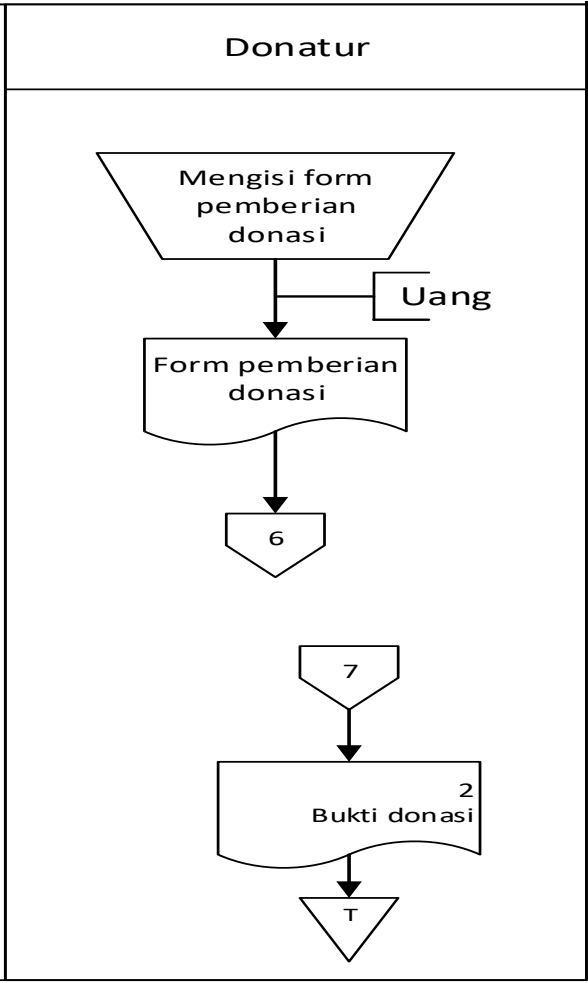 Donatur
Mengisi form
pemberian
donasi
Uang
Form pemberian
donasi
6
7
2
Bukti donasi
T